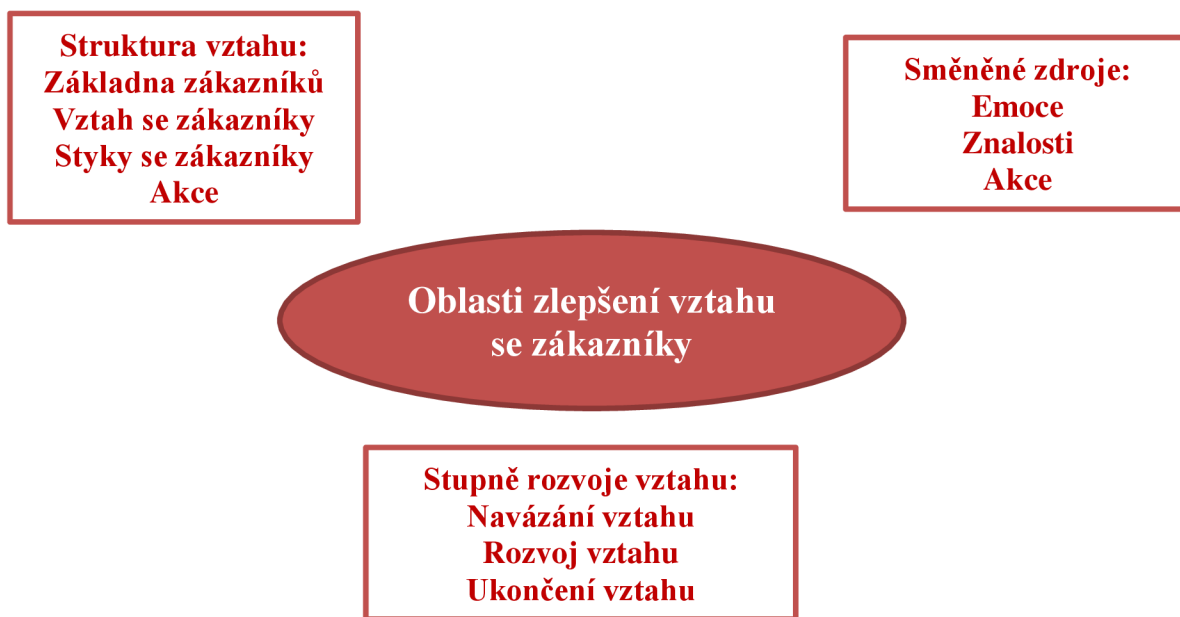 Struktura vztahu:
Základna zákazníků
Vztah se zákazníky
Styky se zákazníky
Akce
Směněné zdroje:
Emoce
Znalosti
Akce
Oblasti zlepšení vztahu
se zákazníky
Stupně rozvoje vztahu:
Navázání vztahu
Rozvoj vztahu
Ukončení vztahu